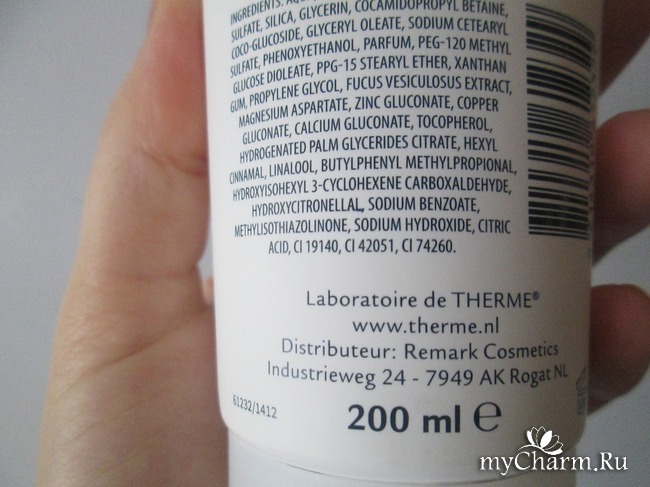 INGREDIENTS: AQUA,
SULFATE, SILICA, GLYCERIN, COCAMIDOPROPYL BETAINE,
COCO-GLUCOSIDE, GLYCERYL OLEATE, SODIUM CETEARYL
SULFATE, PHENOXYETHANOL, PARFUM, PEG-120 METHYL
GLUCOSE DIOLEATE, PPG-15 STEARYL ETHER, XANTHAN
GUM, PROPYLENE GLYCOL, FUCUS VESICULOSUS EXTRACT,
MAGNESIUM ASPARTATE, ZINC GLUCONATE, COPPER
GLUCONATE, CALCIUM GLUCONATE, TOCOPHEROL,
HYDROGENATED PALM GLYCERIDES CITRATE, HEXYL
CINNAMAL, LINALOOL, BUTYLPHENYL METHYLPROPIONAL,
HYDROXYISOHEXYL 3-CYCLOHEXENE CARBOXALDEHYDE,
HYDROXYCITRONELLAL, SODIUM BENZOATE,
METHYLISOTHIAZOLINONE, SODIUM HYDROXIDE, CITRIC
ACID, CI 19140, CI 42051, CI 74260.
Laboratoire de THERME®
www.therme.nl
Distributeur: Remark Cosmetics
Industrieweg 24 - 7949 AK Rogat NL
61232/1412
200 ml ℮
myCharm.Ru